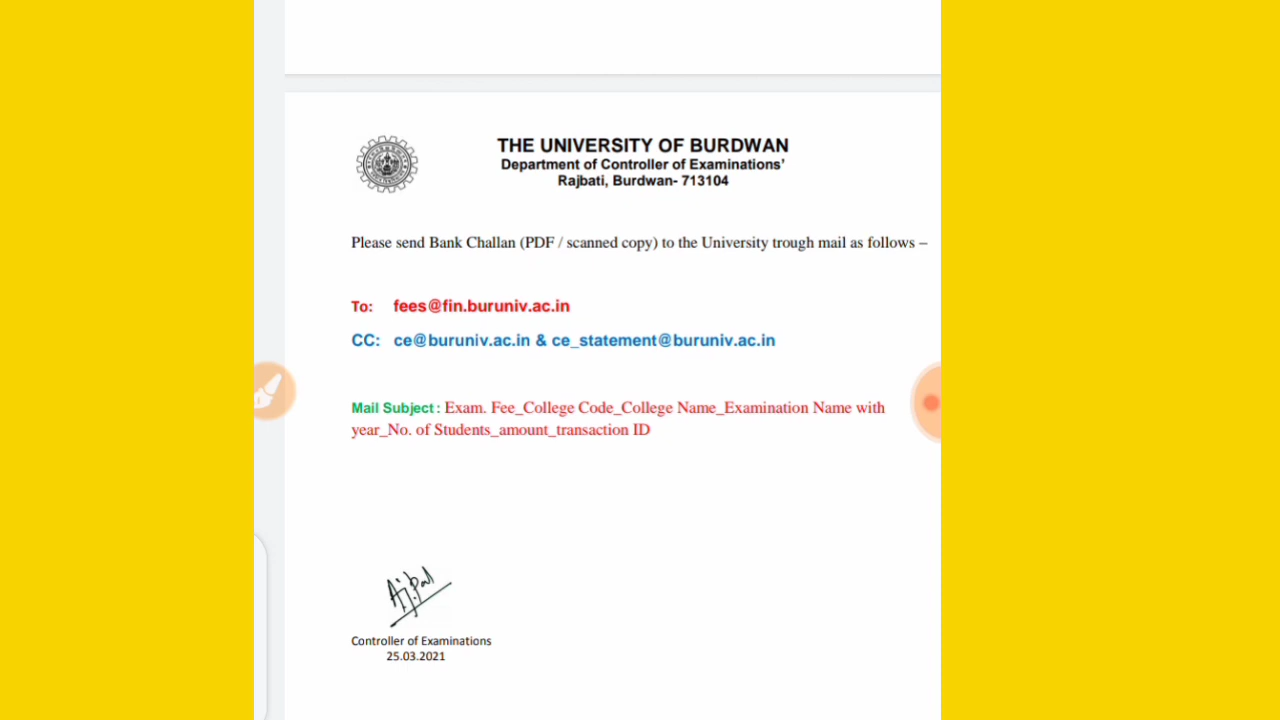 THE UNIVERSITY OF BURDWAN
Department of Controller of Examinations’
Rajbati, Burdwan- 713104
Please send Bank Challan (PDF / scanned copy) to the University trough mail as follows –
To: fees@fin.buruniv.ac.in
CC: ce@buruniv.ac.in & ce_statement@buruniv.ac.in
Mail Subject : Exam. Fee_College Code_College Name_Examination Name with
year_No. of Students_amount_transaction ID
Controller of Examinations
25.03.2021